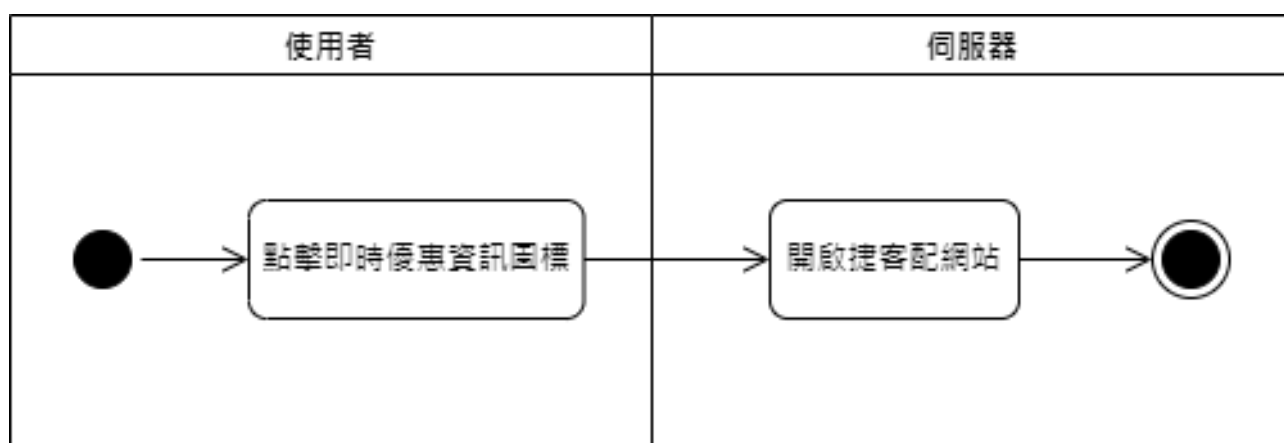 使用者
伺服器
點擊即時優惠資訊圖標
開啟捷客配網站